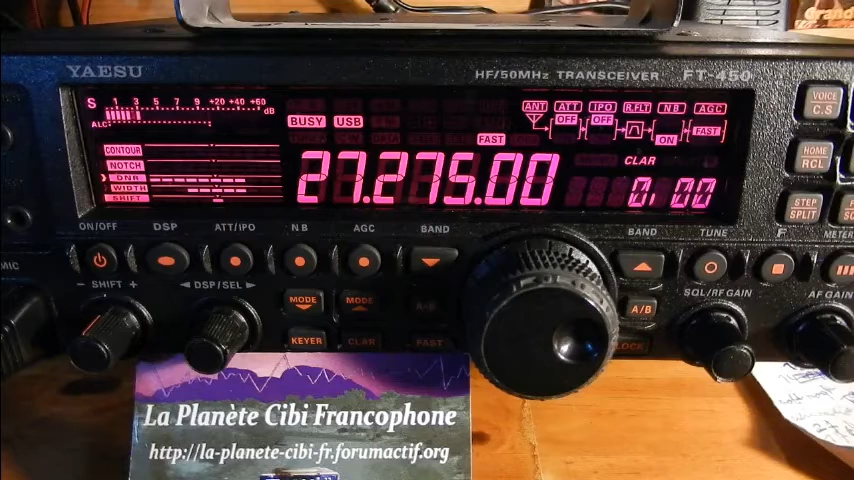 Grand
YAESU
HF/50MHz TRANSCEIVER FT-450
S 1 3 5 7 9 +20 +40 +60 dB
ALC
BUSY USB
ANT ATT IPO R.FLT NB AGC
OFF OFF ON FAST
FAST
CONTOUR
NOTCH
DNR
WIDTH
SHIFT
CLAR
27.275.00
0.00
VOICE
C.S
HOME
RCL
STEP
SPLIT
ON/OFF DSP ATT/IPO NB AGC BAND
BAND TUNE F METER
MIC
− SHIFT + ◄ DSP/SEL ►
SQL/RF GAIN AF GAIN
MODE MODE A=B
A/B
KEYER CLAR FAST
LOCK
La Planète Cibi Francophone
http://la-planete-cibi-fr.forumactif.org